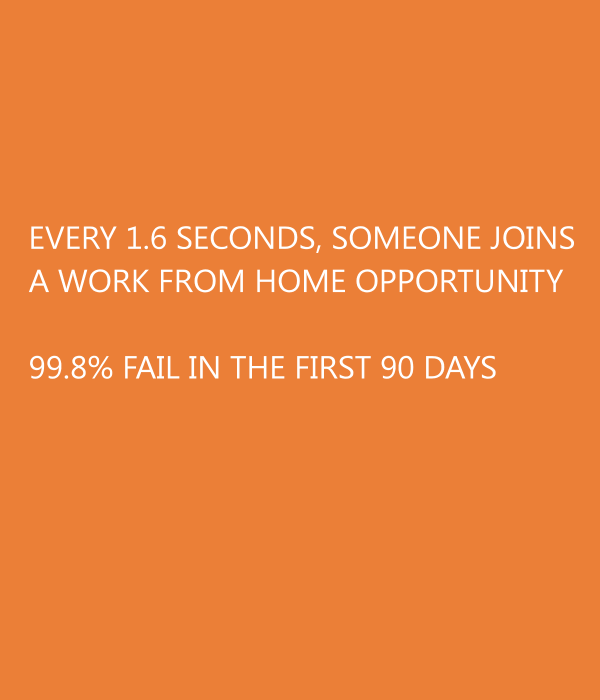 EVERY 1.6 SECONDS, SOMEONE JOINS
A WORK FROM HOME OPPORTUNITY
99.8% FAIL IN THE FIRST 90 DAYS